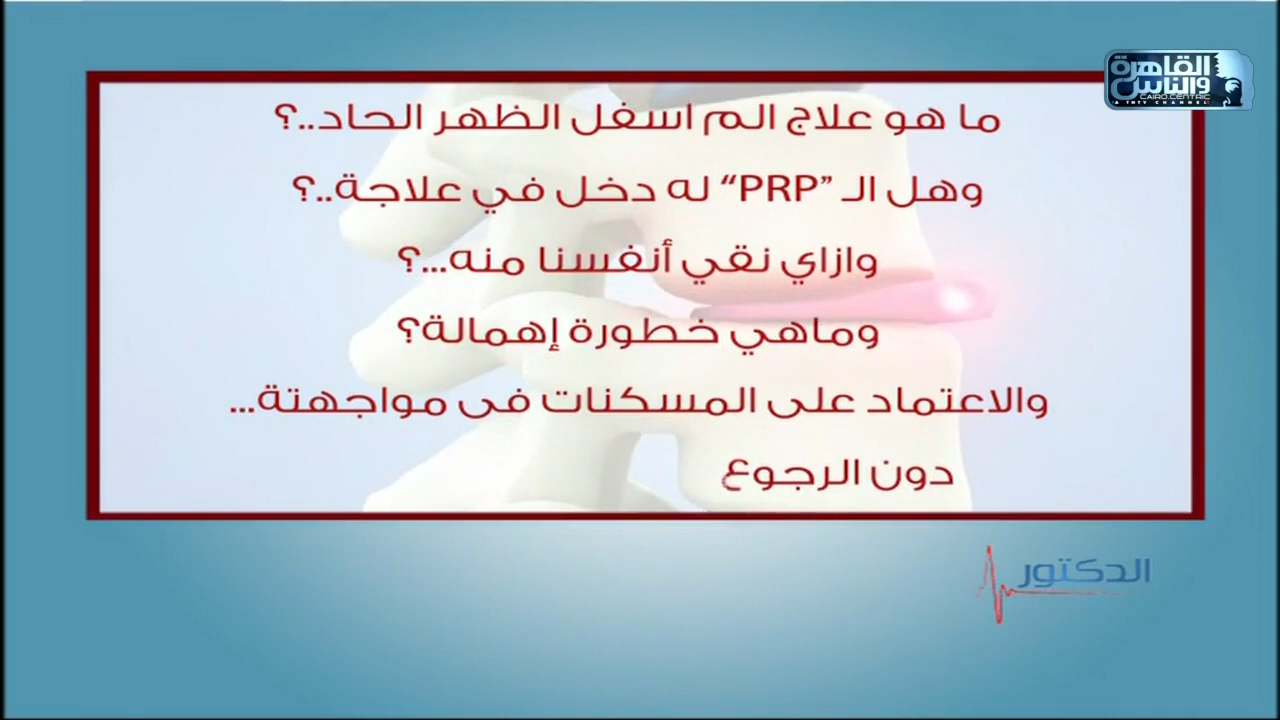 القاهرة
والناس
CAIRO.CENTRIC
A TNTV CHANNEL
ما هو علاج الم اسفل الظهر الحاد..؟
وهل الـ "PRP" له دخل في علاجة..؟
وازاي نقي أنفسنا منه...؟
وماهي خطورة إهمالة؟
والاعتماد على المسكنات فى مواجهتة...
دون الرجوع
الدكتور